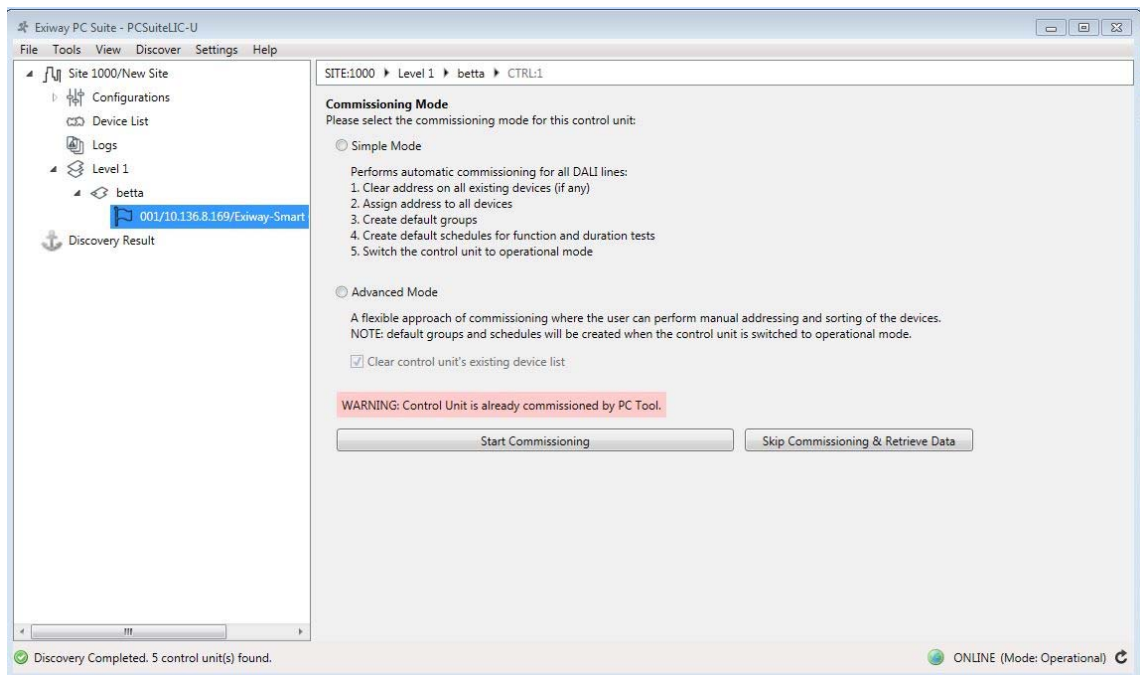 Exiway PC Suite - PCSuiteLIC-U
File Tools View Discover Settings Help
Site 1000/New Site
Configurations
Device List
Logs
Level 1
betta
001/10.136.8.169/Exiway-Smart
Discovery Result
SITE:1000 Level 1 betta CTRL:1
Commissioning Mode
Please select the commissioning mode for this control unit:
Simple Mode
Performs automatic commissioning for all DALI lines:
1. Clear address on all existing devices (if any)
2. Assign address to all devices
3. Create default groups
4. Create default schedules for function and duration tests
5. Switch the control unit to operational mode
Advanced Mode
A flexible approach of commissioning where the user can perform manual addressing and sorting of the devices.
NOTE: default groups and schedules will be created when the control unit is switched to operational mode.
Clear control unit's existing device list
WARNING: Control Unit is already commissioned by PC Tool.
Start Commissioning Skip Commissioning & Retrieve Data
Discovery Completed. 5 control unit(s) found. ONLINE (Mode: Operational)